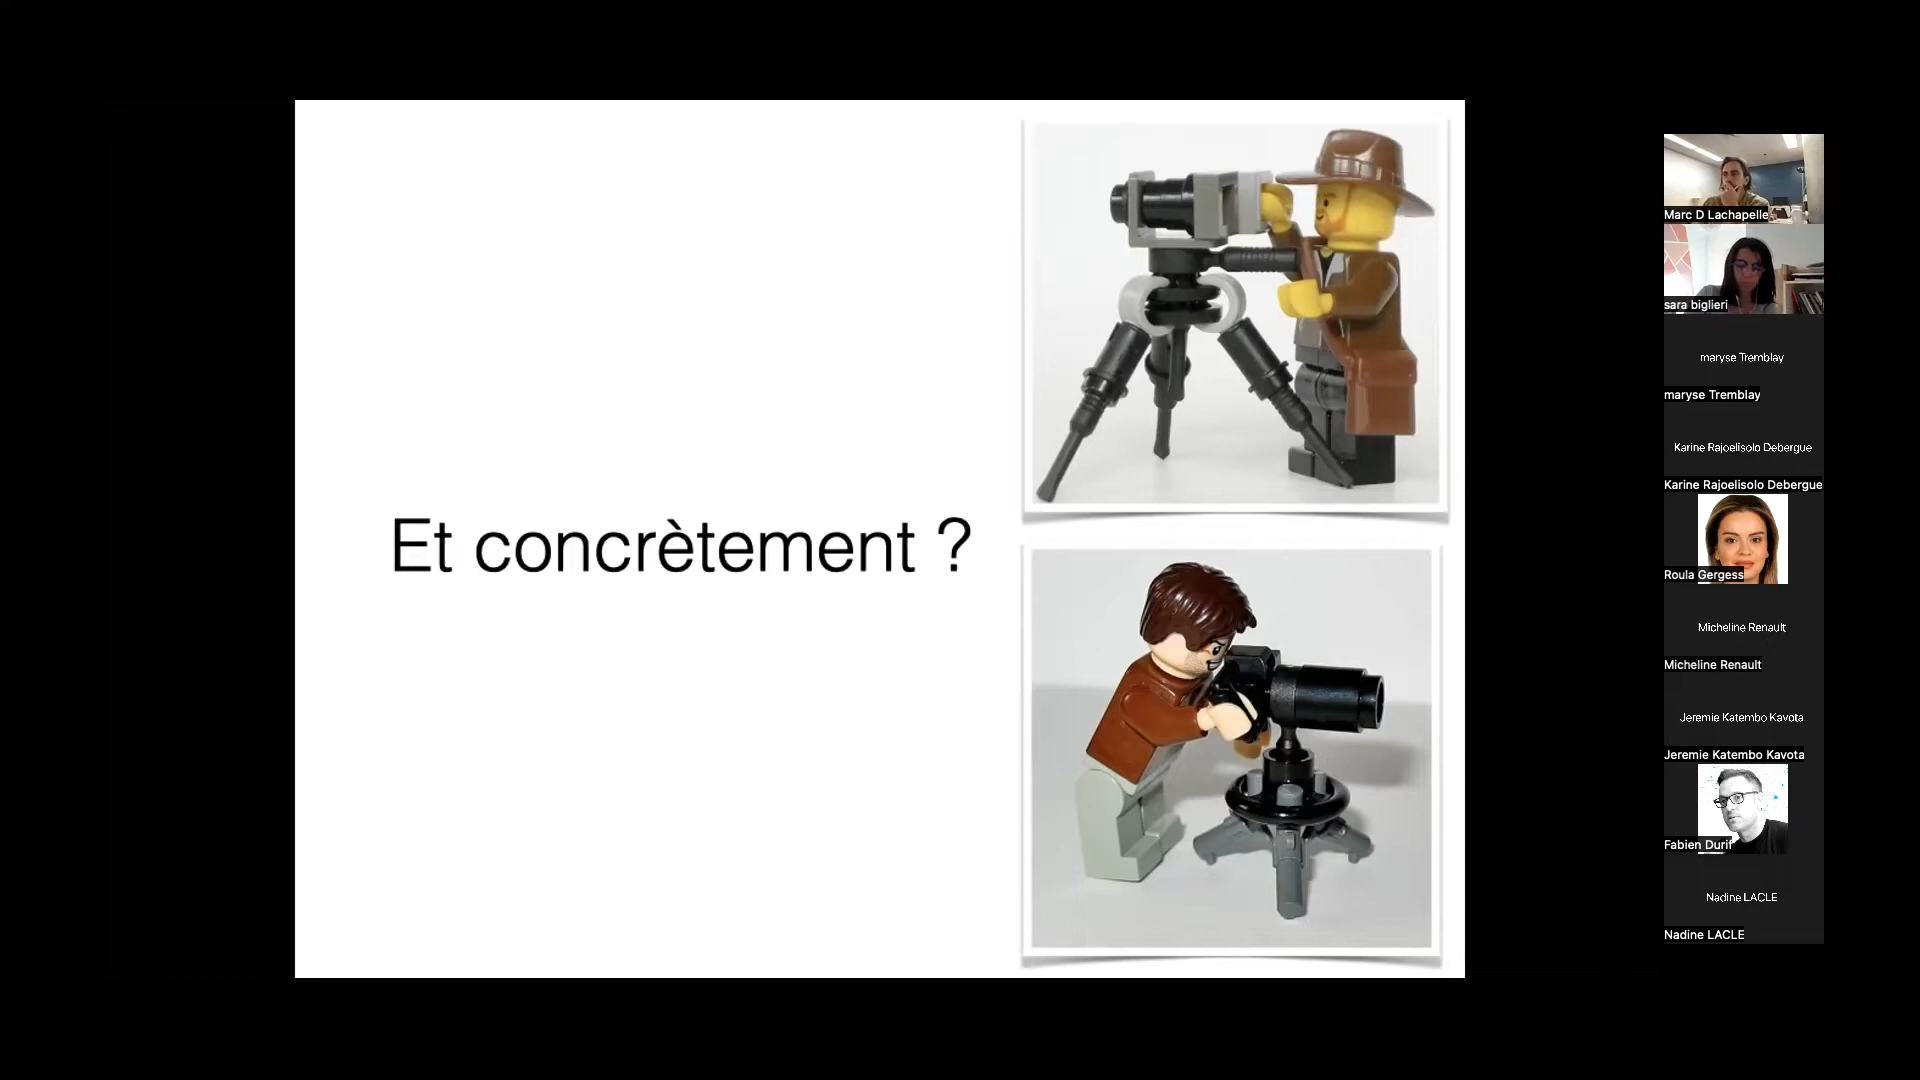 Et concrètement ?
Marc D Lachapelle
sara biglieri
maryse Tremblay
maryse Tremblay
Karine Rajoelisolo Debergue
Karine Rajoelisolo Debergue
Roula Gergess
Micheline Renault
Micheline Renault
Jeremie Katembo Kavota
Jeremie Katembo Kavota
Fabien Durif
Nadine LACLE
Nadine LACLE